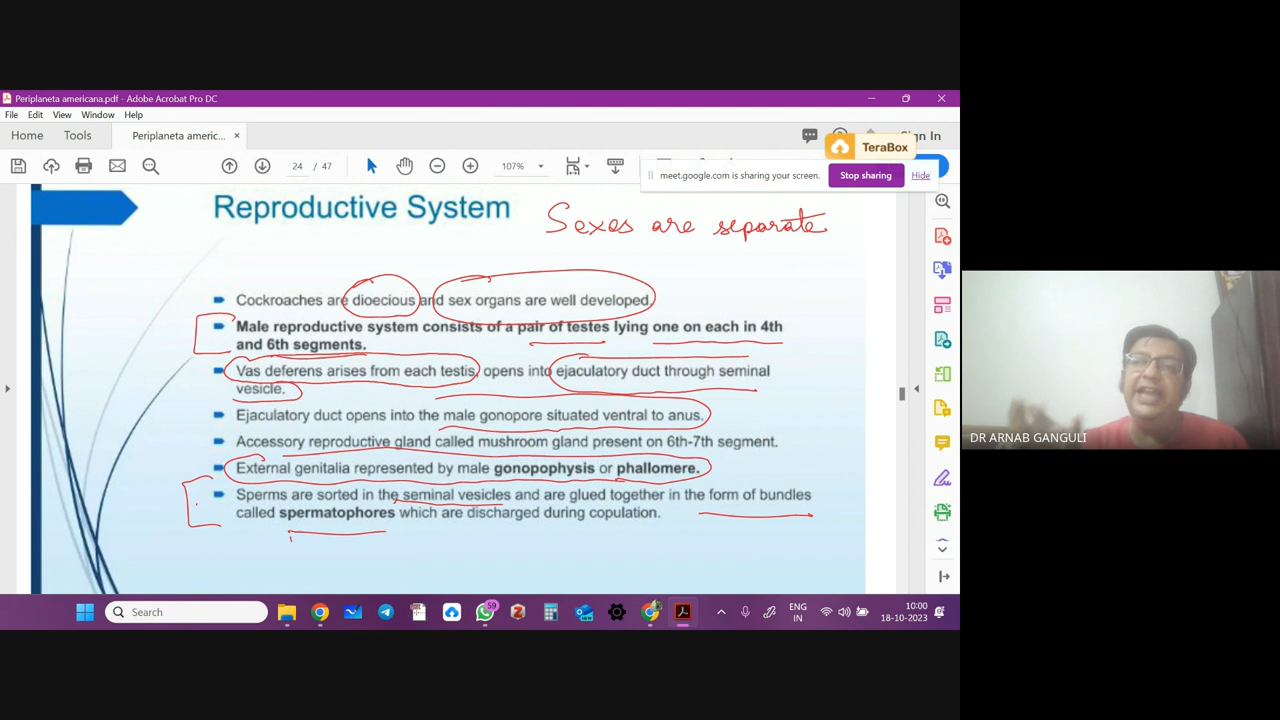 Periplaneta americana.pdf - Adobe Acrobat Pro DC
File Edit View Window Help
Home Tools Periplaneta americ... ×
Sign In
TeraBox
24 / 47
107%
meet.google.com is sharing your screen. Stop sharing Hide
Reproductive System
Sexes are separate
Cockroaches are dioecious and sex organs are well developed.
Male reproductive system consists of a pair of testes lying one on each in 4th
and 6th segments.
Vas deferens arises from each testis, opens into ejaculatory duct through seminal
vesicle.
Ejaculatory duct opens into the male gonopore situated ventral to anus.
Accessory reproductive gland called mushroom gland present on 6th-7th segment.
External genitalia represented by male gonopophysis or phallomere.
Sperms are sorted in the seminal vesicles and are glued together in the form of bundles
called spermatophores which are discharged during copulation.
DR ARNAB GANGULI
Search
59
ENG
IN
10:00
18-10-2023